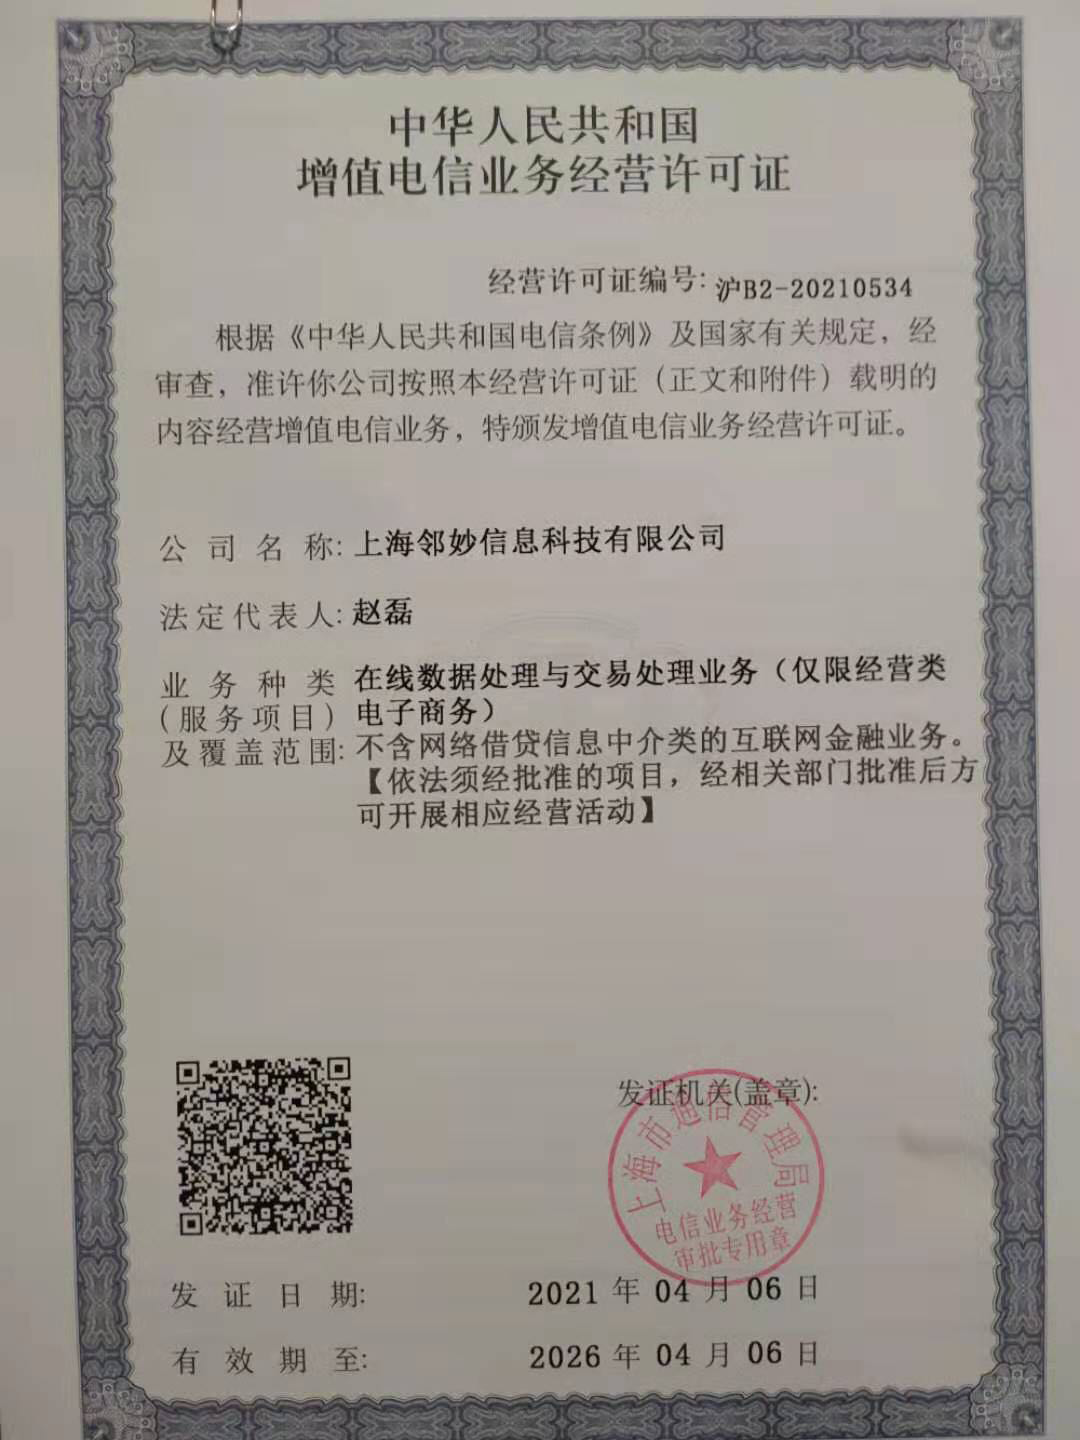 中华人民共和国
增值电信业务经营许可证
经营许可证编号: 沪B2-20210534
根据《中华人民共和国电信条例》及国家有关规定，经
审查，准许你公司按照本经营许可证（正文和附件）载明的
内容经营增值电信业务，特颁发增值电信业务经营许可证。
公司名称: 上海邻妙信息科技有限公司
法定代表人: 赵磊
业务种类 在线数据处理与交易处理业务（仅限经营类
（服务项目） 电子商务）
及覆盖范围: 不含网络借贷信息中介类的互联网金融业务。
【依法须经批准的项目，经相关部门批准后方
可开展相应经营活动】
发证机关(盖章):
上海市通信管理局
电信业务经营
审批专用章
发证日期: 2021 年 04 月 06 日
有效期至: 2026 年 04 月 06 日